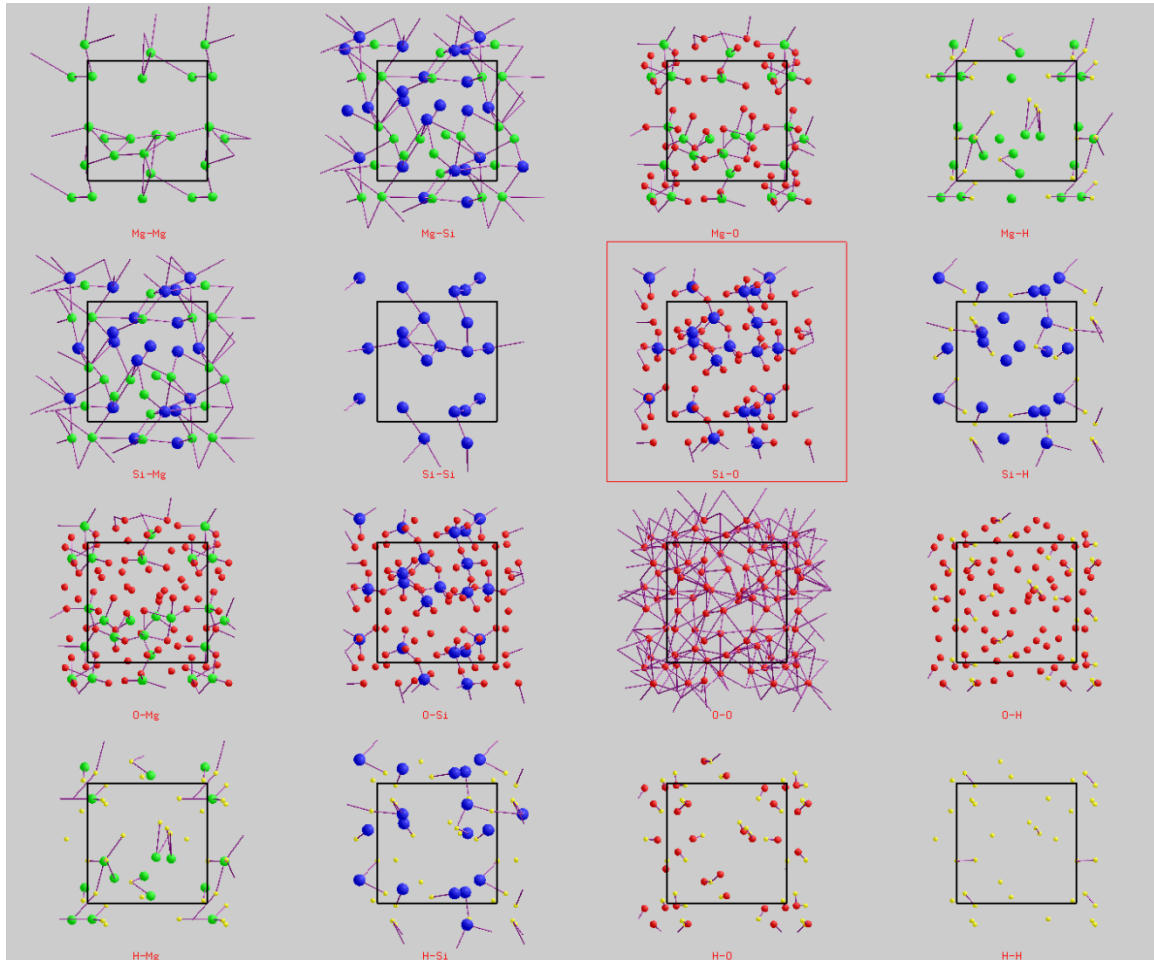 Mg-Mg
Mg-Si
Mg-O
Mg-H
Si-Mg
Si-Si
Si-O
Si-H
O-Mg
O-Si
O-O
O-H
H-Mg
H-Si
H-O
H-H